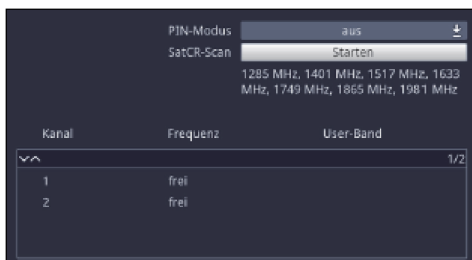 PIN-Modus aus
SatCR-Scan Starten
1285 MHz, 1401 MHz, 1517 MHz, 1633
MHz, 1749 MHz, 1865 MHz, 1981 MHz
Kanal Frequenz User-Band
1/2
1 frei
2 frei